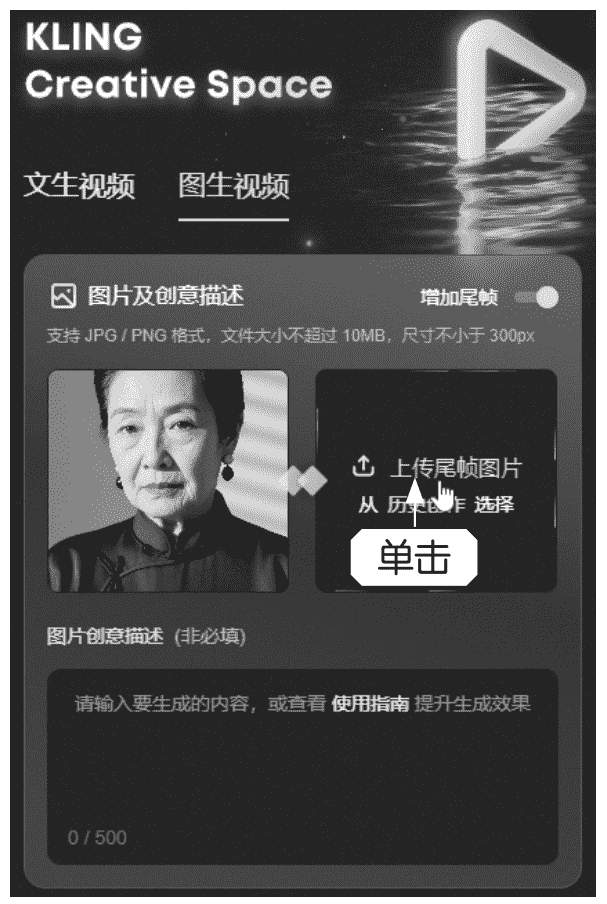 KLING
Creative Space
文生视频 图生视频
图片及创意描述 增加尾帧
支持 JPG / PNG 格式，文件大小不超过 10MB，尺寸不小于 300px
上传尾帧图片
从 历史创作 选择
单击
图片创意描述 (非必填)
请输入要生成的内容，或查看 使用指南 提升生成效果
0 / 500